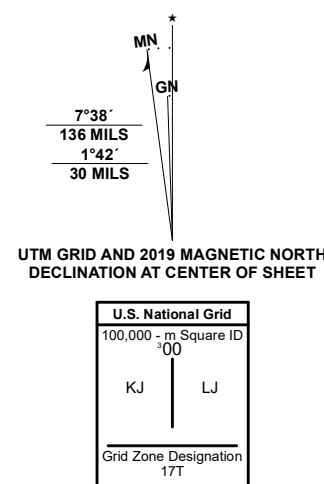 ★
MN
GN
7°38´
136 MILS
1°42´
30 MILS
UTM GRID AND 2019 MAGNETIC NORTH
DECLINATION AT CENTER OF SHEET
U.S. National Grid
100,000 - m Square ID
³00
KJ LJ
Grid Zone Designation
17T